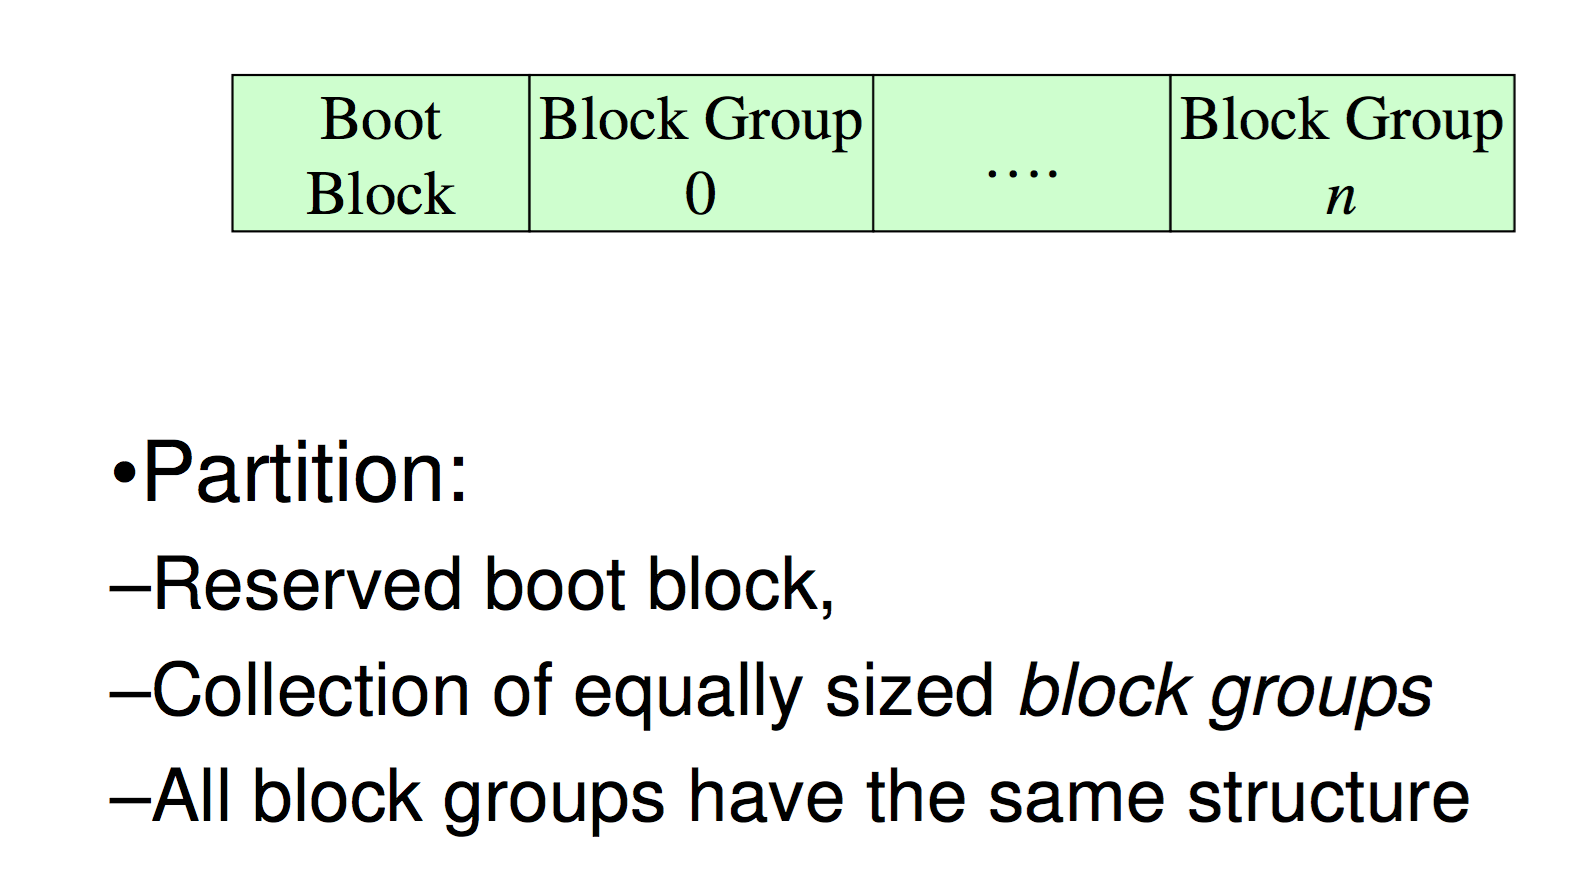 Boot
Block
Block Group
0
....
Block Group
n
•Partition:
–Reserved boot block,
–Collection of equally sized block groups
–All block groups have the same structure